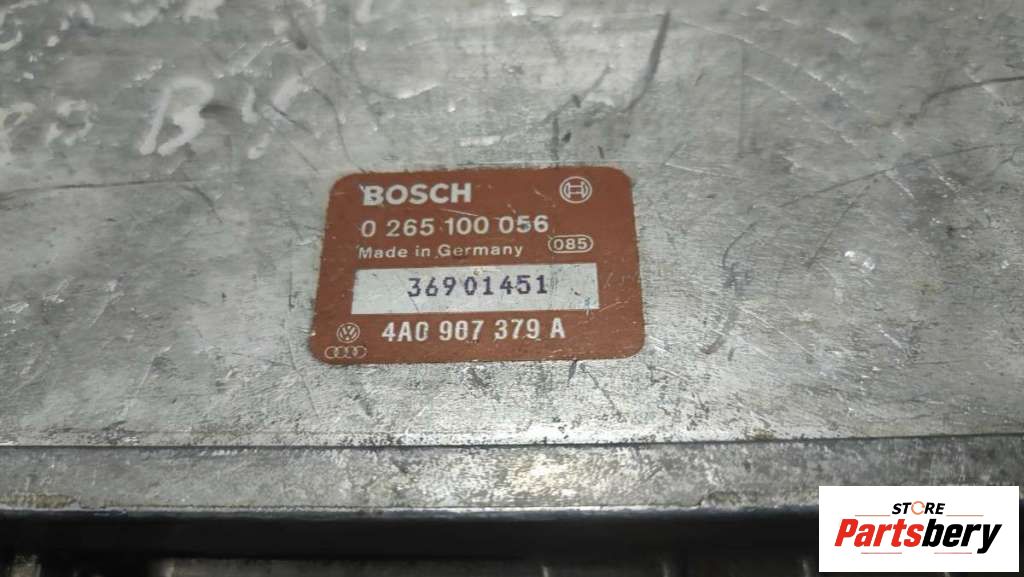 BOSCH
0 265 100 056
Made in Germany 085
36901451
4A0 907 379 A
STORE
Partsbery